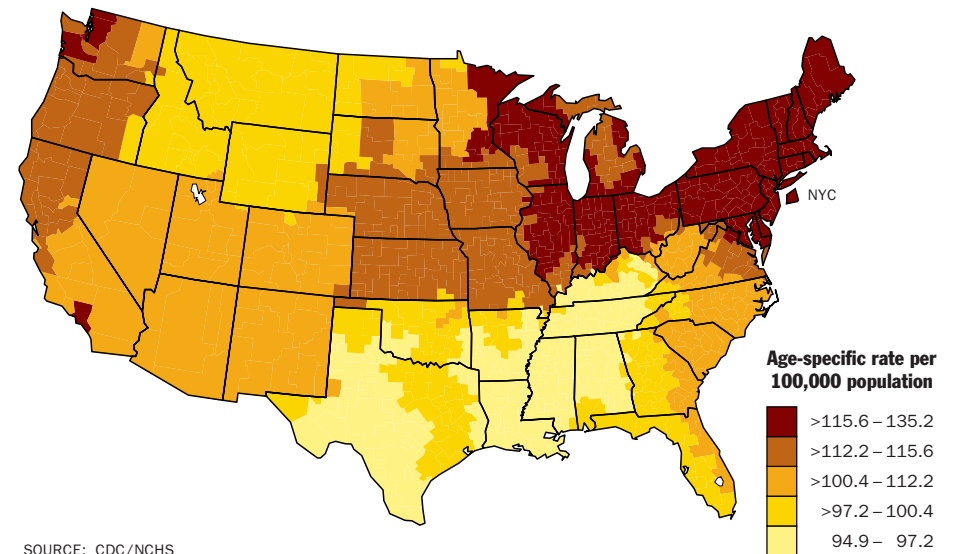 NYC
Age-specific rate per
100,000 population
>115.6 – 135.2
>112.2 – 115.6
>100.4 – 112.2
>97.2 – 100.4
94.9 – 97.2
SOURCE: CDC/NCHS